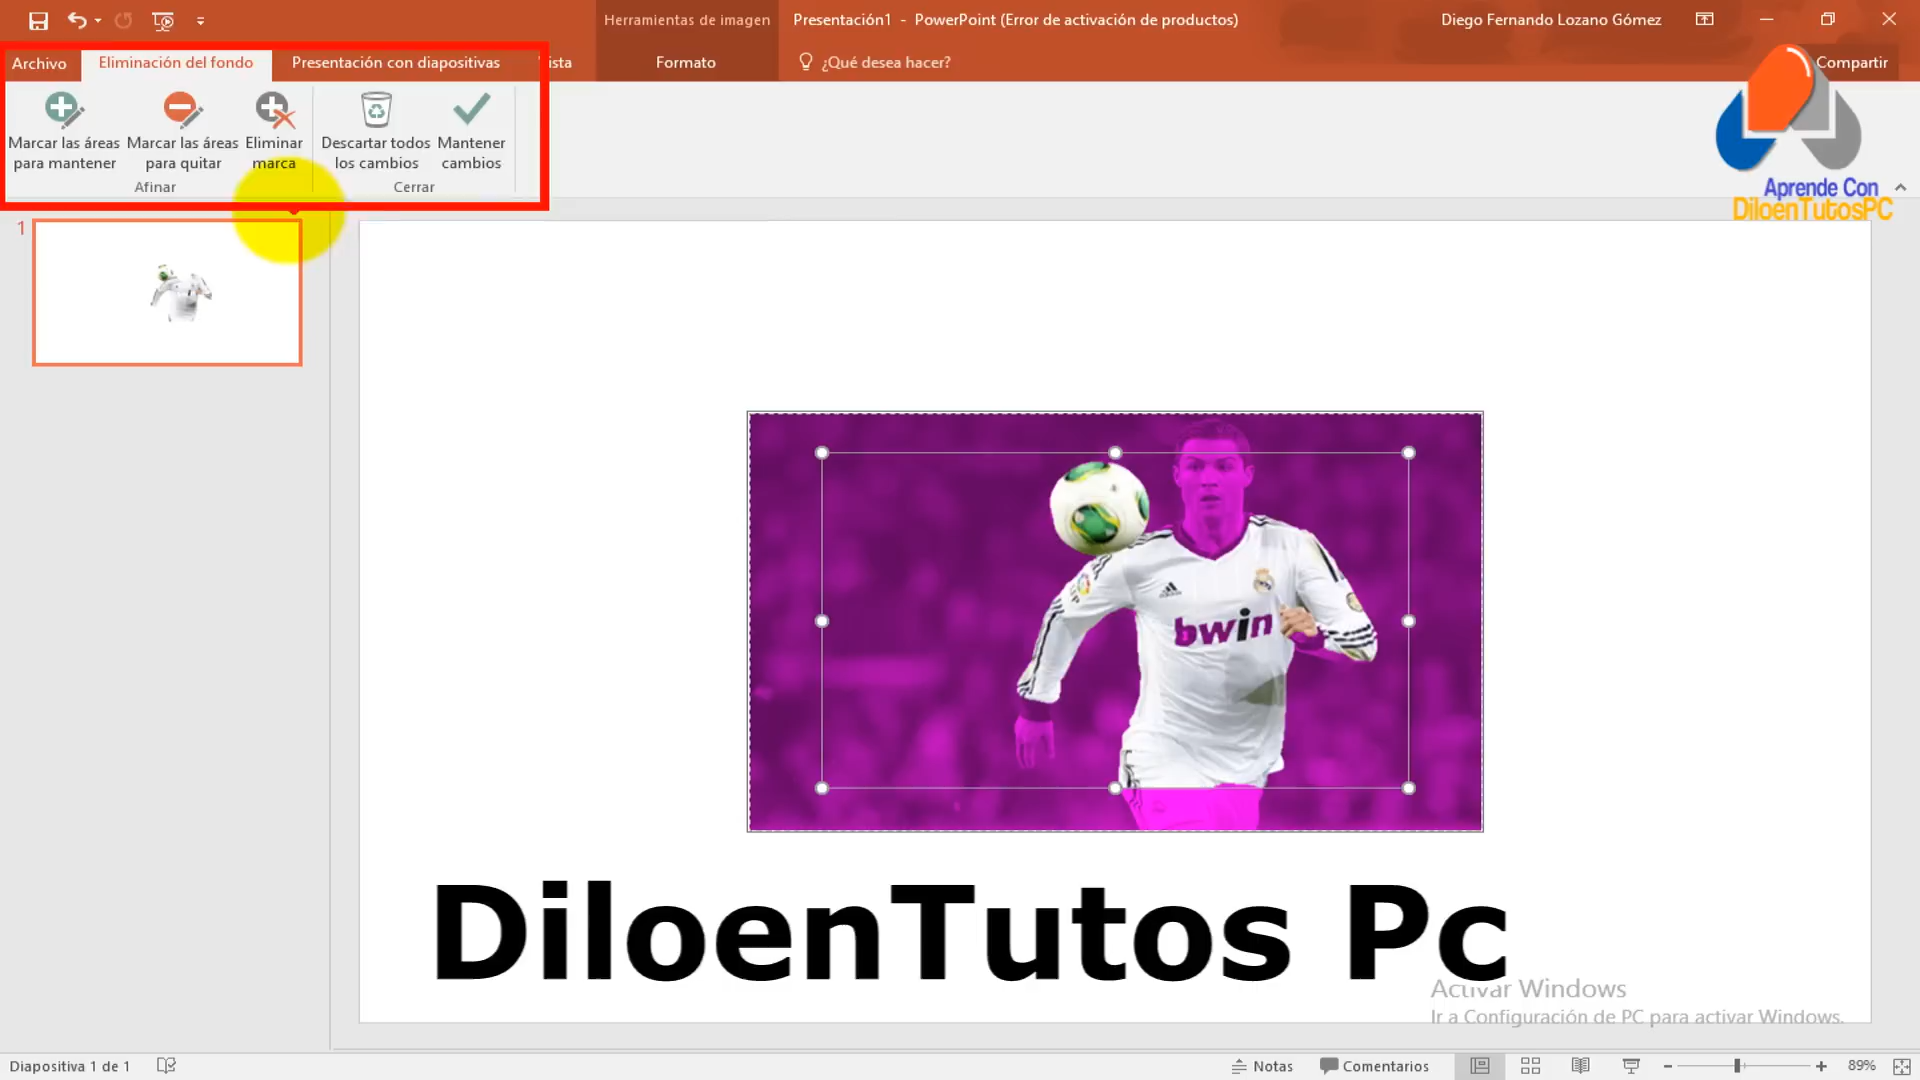 Herramientas de imagen
Presentación1 - PowerPoint (Error de activación de productos)
Diego Fernando Lozano Gómez
Archivo
Eliminación del fondo
Presentación con diapositivas
ista
Formato
¿Qué desea hacer?
Compartir
Marcar las áreas para mantener
Marcar las áreas para quitar
Eliminar marca
Descartar todos los cambios
Mantener cambios
Afinar
Cerrar
Aprende Con
DiloenTutosPC
1
bwin
DiloenTutos Pc
Activar Windows
Ir a Configuración de PC para activar Windows.
Diapositiva 1 de 1
Notas
Comentarios
89%